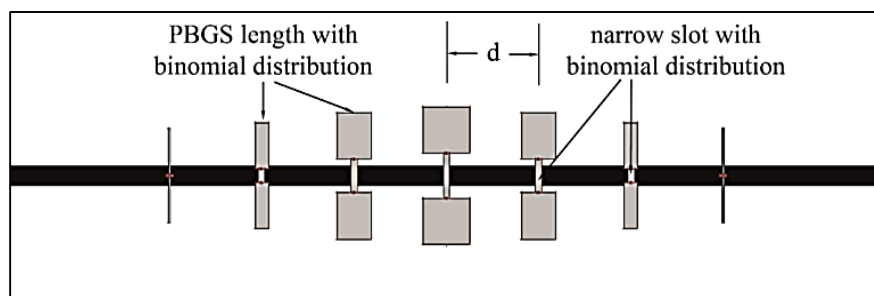 PBGS length with
binomial distribution
d
narrow slot with
binomial distribution